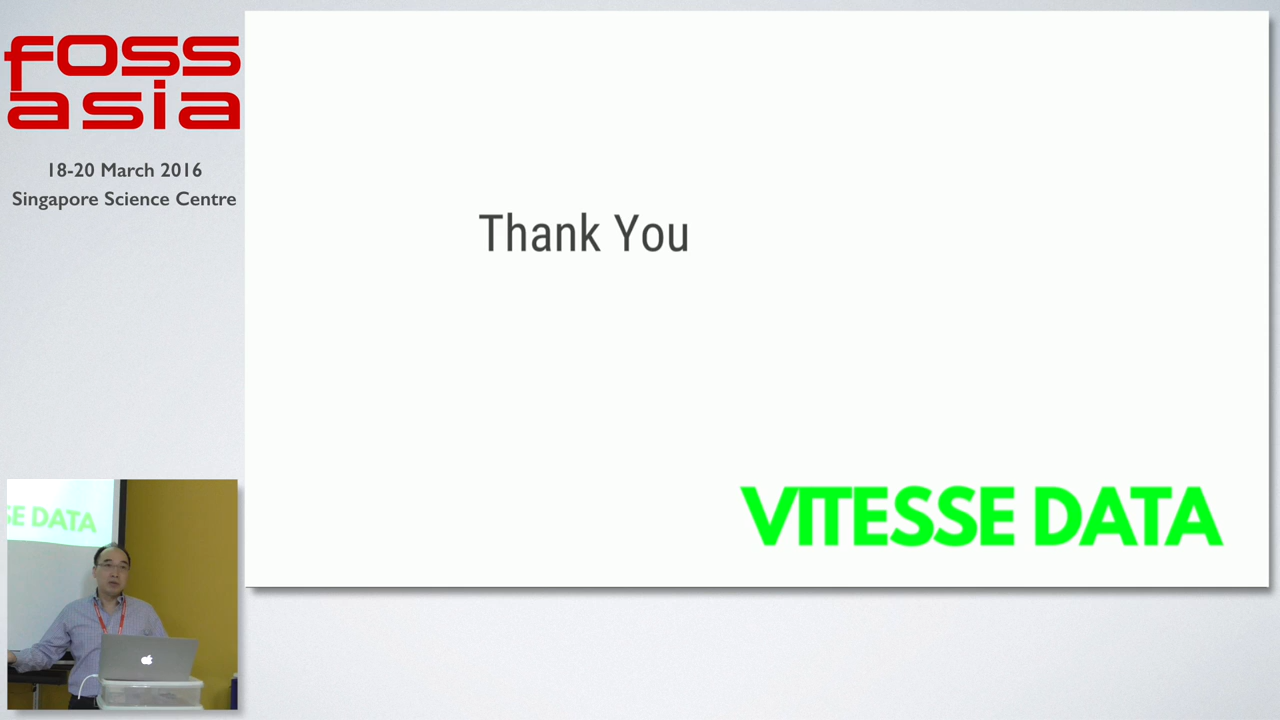 foss
asia
18-20 March 2016
Singapore Science Centre
Thank You
VITESSE DATA
SE DATA